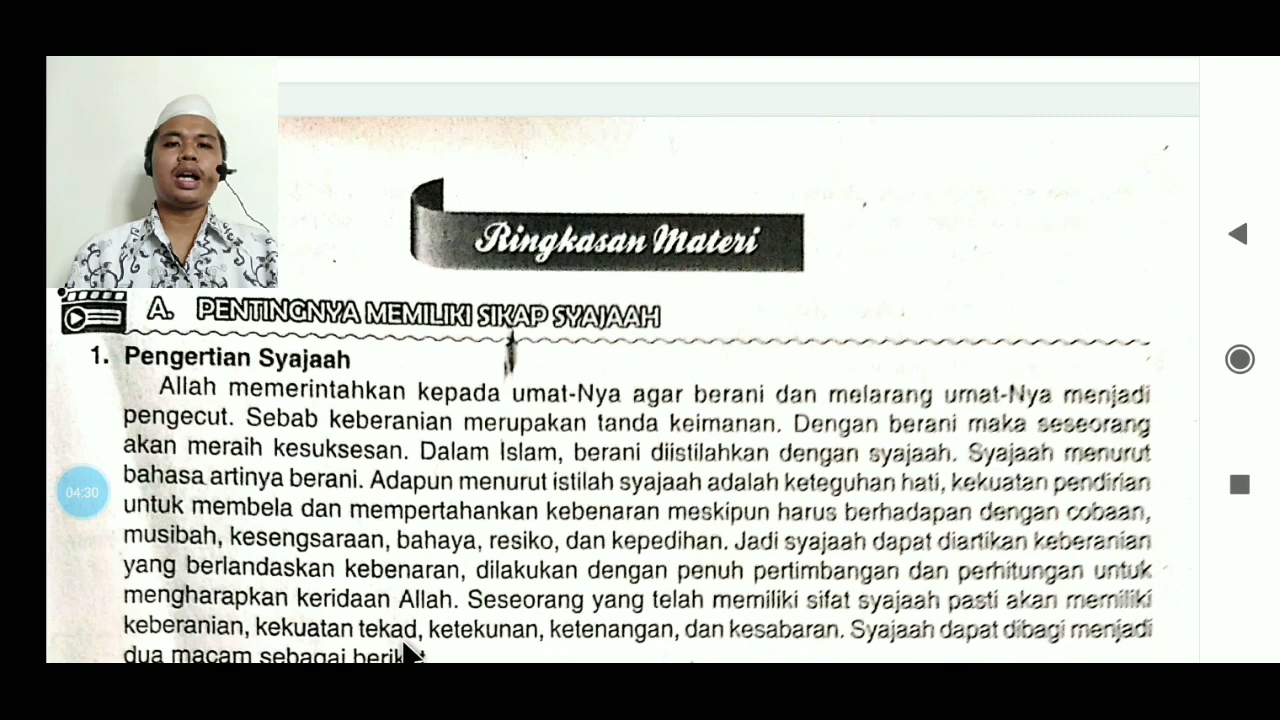 Ringkasan Materi
A. PENTINGNYA MEMILIKI SIKAP SYAJAAH
1. Pengertian Syajaah
Allah memerintahkan kepada umat-Nya agar berani dan melarang umat-Nya menjadi
pengecut. Sebab keberanian merupakan tanda keimanan. Dengan berani maka seseorang
akan meraih kesuksesan. Dalam Islam, berani diistilahkan dengan syajaah. Syajaah menurut
bahasa artinya berani. Adapun menurut istilah syajaah adalah keteguhan hati, kekuatan pendirian
04:30
untuk membela dan mempertahankan kebenaran meskipun harus berhadapan dengan cobaan,
musibah, kesengsaraan, bahaya, resiko, dan kepedihan. Jadi syajaah dapat diartikan keberanian
yang berlandaskan kebenaran, dilakukan dengan penuh pertimbangan dan perhitungan untuk
mengharapkan keridaan Allah. Seseorang yang telah memiliki sifat syajaah pasti akan memiliki
keberanian, kekuatan tekad, ketekunan, ketenangan, dan kesabaran. Syajaah dapat dibagi menjadi
dua macam sebagai